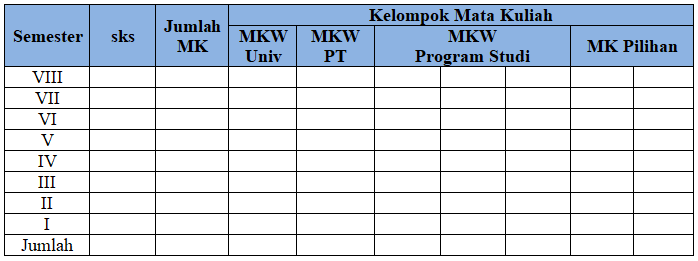 Semester
sks
Jumlah
MK
Kelompok Mata Kuliah
MKW
Univ
MKW
PT
MKW
Program Studi
MK Pilihan
VIII
VII
VI
V
IV
III
II
I
Jumlah